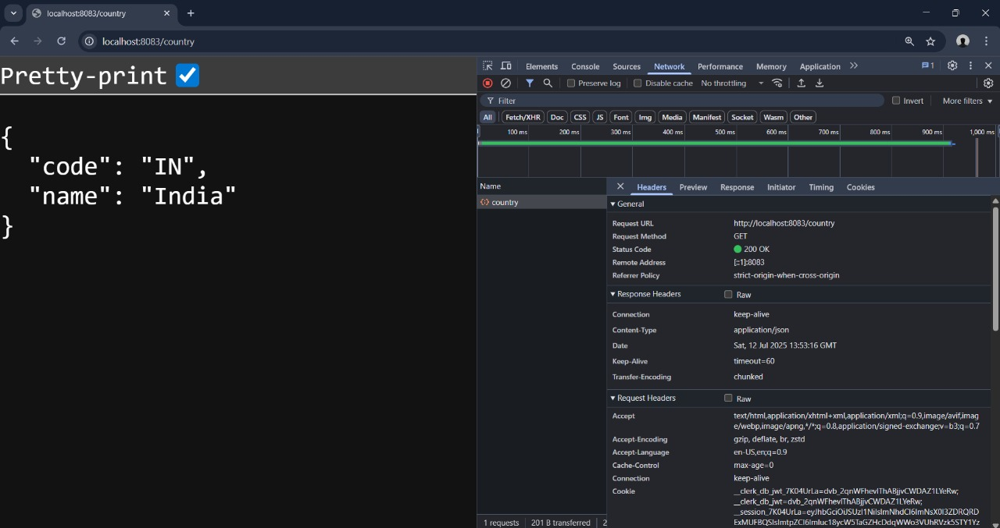 localhost:8083/country
localhost:8083/country
Pretty-print
{
"code": "IN",
"name": "India"
}
Elements Console Sources Network Performance Memory Application 1
Preserve log Disable cache No throttling
Filter Invert More filters
All Fetch/XHR Doc CSS JS Font Img Media Manifest Socket Wasm Other
100 ms 200 ms 300 ms 400 ms 500 ms 600 ms 700 ms 800 ms 900 ms 1,000 ms
Name
country
Headers Preview Response Initiator Timing Cookies
General
Request URL http://localhost:8083/country
Request Method GET
Status Code 200 OK
Remote Address [::1]:8083
Referrer Policy strict-origin-when-cross-origin
Response Headers Raw
Connection keep-alive
Content-Type application/json
Date Sat, 12 Jul 2025 13:53:16 GMT
Keep-Alive timeout=60
Transfer-Encoding chunked
Request Headers Raw
Accept text/html,application/xhtml+xml,application/xml;q=0.9,image/avif,imag
e/webp,image/apng,*/*;q=0.8,application/signed-exchange;v=b3;q=0.7
Accept-Encoding gzip, deflate, br, zstd
Accept-Language en-US,en;q=0.9
Cache-Control max-age=0
Connection keep-alive
Cookie
1 requests 201 B transferred 2